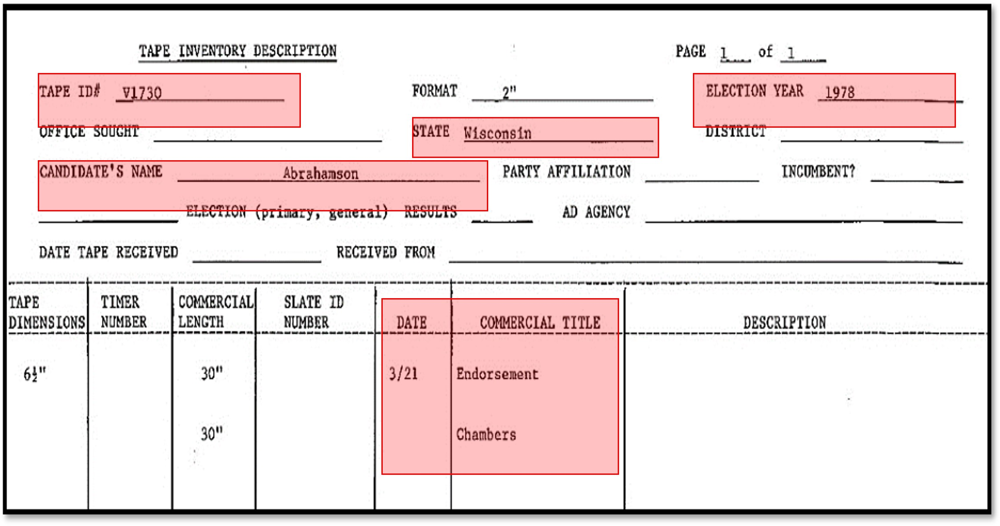 TAPE INVENTORY DESCRIPTION PAGE 1 of 1
TAPE ID# V1730 FORMAT 2" ELECTION YEAR 1978
OFFICE SOUGHT STATE Wisconsin DISTRICT
CANDIDATE'S NAME Abrahamson PARTY AFFILIATION INCUMBENT?
ELECTION (primary, general) RESULTS AD AGENCY
DATE TAPE RECEIVED RECEIVED FROM
TAPE TIMER COMMERCIAL SLATE ID
DIMENSIONS NUMBER LENGTH NUMBER DATE COMMERCIAL TITLE DESCRIPTION
6½" 30" 3/21 Endorsement
30" Chambers